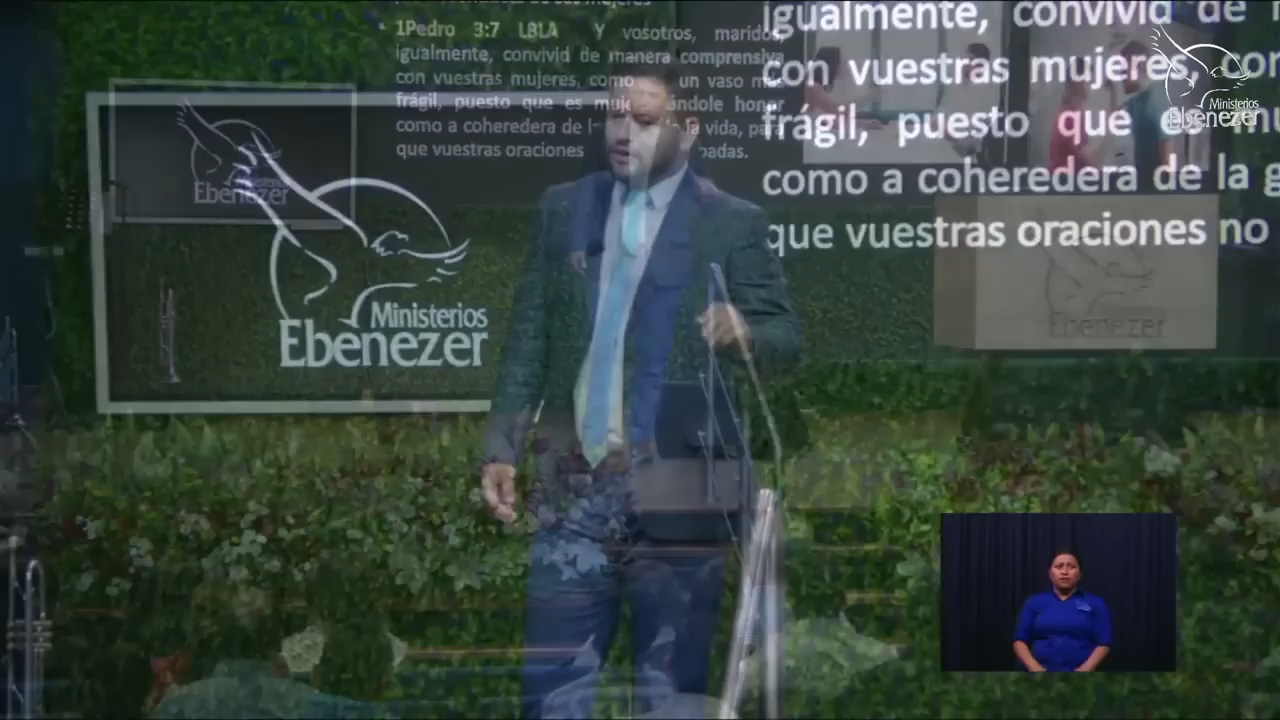 1Pedro 3:7 LBLA Y vosotros, maridos,
igualmente, convivid de manera comprensiva
con vuestras mujeres, como un vaso más
frágil, puesto que es dándole honor
como a coheredera de la vida, para
que vuestras oraciones
igualmente, convivid de
con vuestras mujeres, com
frágil, puesto que es mu
como a coheredera de la g
que vuestras oraciones no
Ministerios
Ebenezer
Ministerios
Ebenezer
Ebenezer
Ebenezer